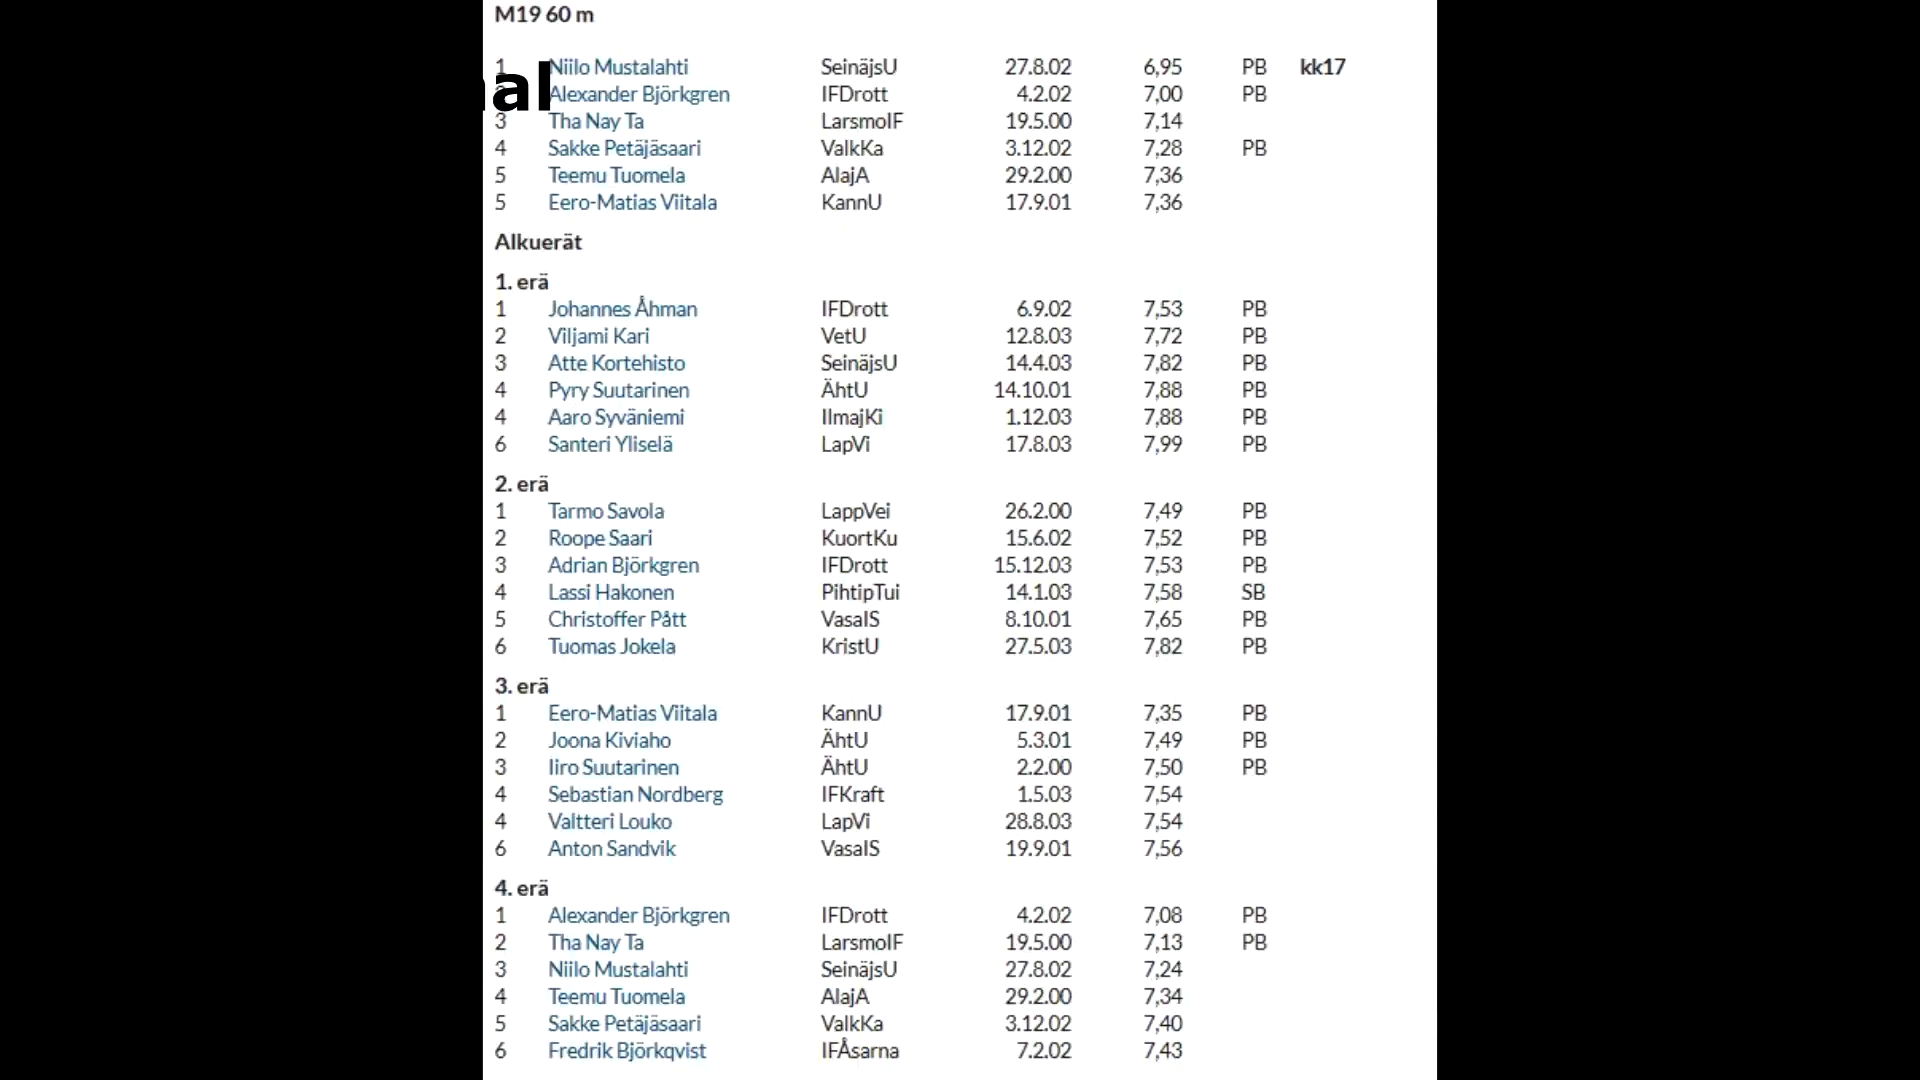 M19 60 m
1 Niilo Mustalahti SeinäjsU 27.8.02 6,95 PB kk17
al
Alexander Björkgren IFDrott 4.2.02 7,00 PB
3 Tha Nay Ta LarsmoIF 19.5.00 7,14
4 Sakke Petäjäsaari ValkKa 3.12.02 7,28 PB
5 Teemu Tuomela AlajA 29.2.00 7,36
5 Eero-Matias Viitala KannU 17.9.01 7,36
Alkuerät
1. erä
1 Johannes Åhman IFDrott 6.9.02 7,53 PB
2 Viljami Kari VetU 12.8.03 7,72 PB
3 Atte Kortehisto SeinäjsU 14.4.03 7,82 PB
4 Pyry Suutarinen ÄhtU 14.10.01 7,88 PB
4 Aaro Syväniemi IlmajKi 1.12.03 7,88 PB
6 Santeri Yliselä LapVi 17.8.03 7,99 PB
2. erä
1 Tarmo Savola LappVei 26.2.00 7,49 PB
2 Roope Saari KuortKu 15.6.02 7,52 PB
3 Adrian Björkgren IFDrott 15.12.03 7,53 PB
4 Lassi Hakonen PihtipTui 14.1.03 7,58 SB
5 Christoffer Pått VasaIS 8.10.01 7,65 PB
6 Tuomas Jokela KristU 27.5.03 7,82 PB
3. erä
1 Eero-Matias Viitala KannU 17.9.01 7,35 PB
2 Joona Kiviaho ÄhtU 5.3.01 7,49 PB
3 Iiro Suutarinen ÄhtU 2.2.00 7,50 PB
4 Sebastian Nordberg IFKraft 1.5.03 7,54
4 Valtteri Louko LapVi 28.8.03 7,54
6 Anton Sandvik VasaIS 19.9.01 7,56
4. erä
1 Alexander Björkgren IFDrott 4.2.02 7,08 PB
2 Tha Nay Ta LarsmoIF 19.5.00 7,13 PB
3 Niilo Mustalahti SeinäjsU 27.8.02 7,24
4 Teemu Tuomela AlajA 29.2.00 7,34
5 Sakke Petäjäsaari ValkKa 3.12.02 7,40
6 Fredrik Björkqvist IFÅsarna 7.2.02 7,43